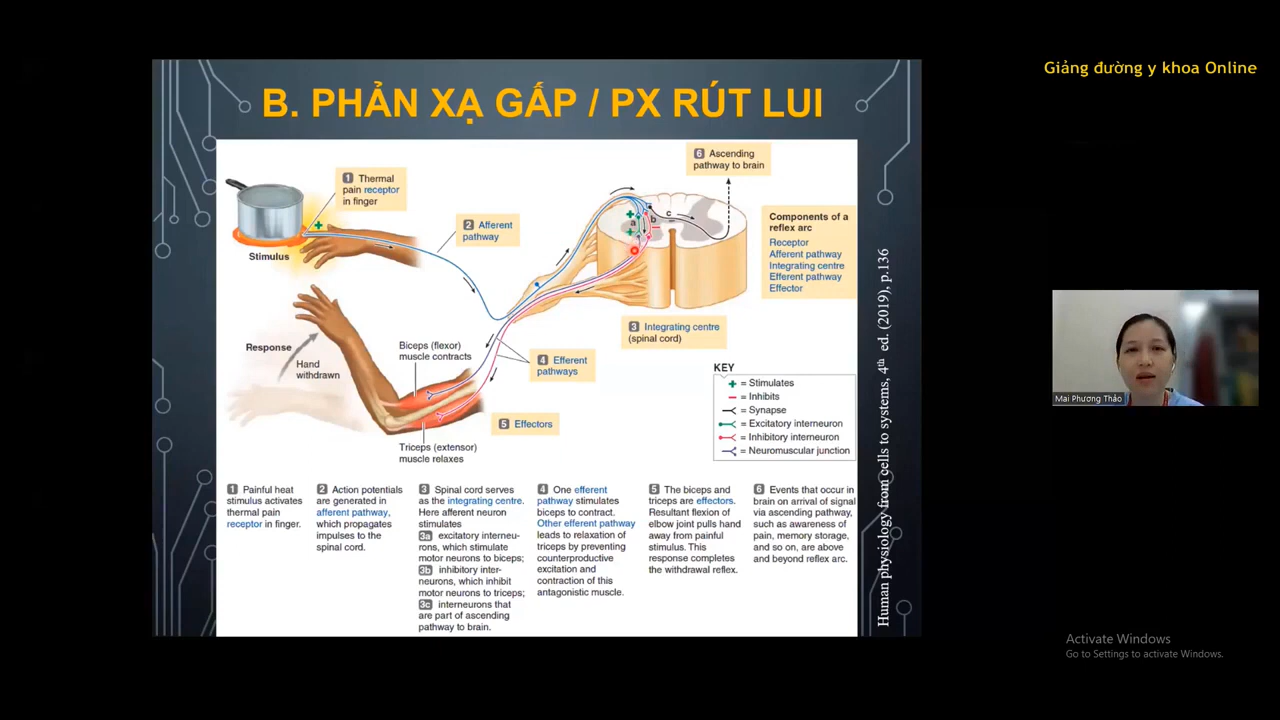 Giảng đường y khoa Online
B. PHẢN XẠ GẤP / PX RÚT LUI
1 Thermal
pain receptor
in finger
Stimulus
2 Afferent
pathway
6 Ascending
pathway to brain
a
b
c
Components of a
reflex arc
Receptor
Afferent pathway
Integrating centre
Efferent pathway
Effector
3 Integrating centre
(spinal cord)
Response
Hand
withdrawn
Biceps (flexor)
muscle contracts
4 Efferent
pathways
5 Effectors
Triceps (extensor)
muscle relaxes
KEY
+ = Stimulates
– = Inhibits
= Synapse
= Excitatory interneuron
= Inhibitory interneuron
= Neuromuscular junction
1 Painful heat
stimulus activates
thermal pain
receptor in finger.
2 Action potentials
are generated in
afferent pathway,
which propagates
impulses to the
spinal cord.
3 Spinal cord serves
as the integrating centre.
Here afferent neuron
stimulates
3a excitatory interneu-
rons, which stimulate
motor neurons to biceps;
3b inhibitory inter-
neurons, which inhibit
motor neurons to triceps;
3c interneurons that
are part of ascending
pathway to brain.
4 One efferent
pathway stimulates
biceps to contract.
Other efferent pathway
leads to relaxation of
triceps by preventing
counterproductive
excitation and
contraction of this
antagonistic muscle.
5 The biceps and
triceps are effectors.
Resultant flexion of
elbow joint pulls hand
away from painful
stimulus. This
response completes
the withdrawal reflex.
6 Events that occur in
brain on arrival of signal
via ascending pathway,
such as awareness of
pain, memory storage,
and so on, are above
and beyond reflex arc.
Human physiology from cells to systems, 4th ed. (2019), p.136
Mai Phương Thảo
Activate Windows
Go to Settings to activate Windows.